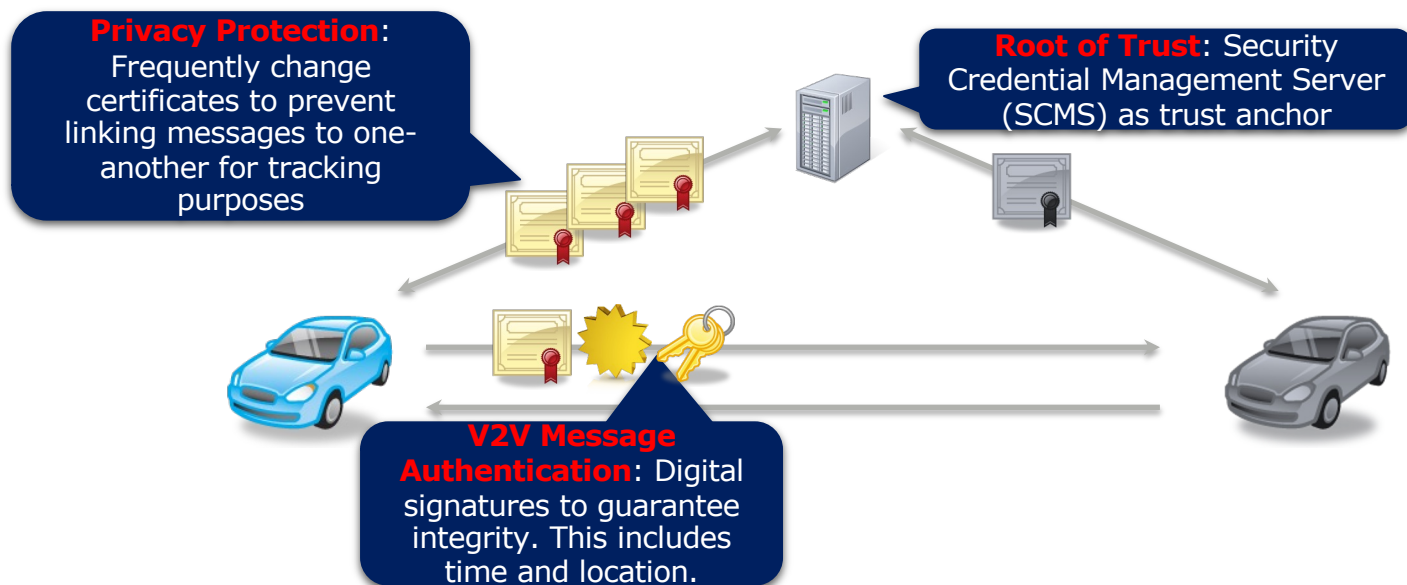 Privacy Protection:
Frequently change
certificates to prevent
linking messages to one-
another for tracking
purposes
Root of Trust: Security
Credential Management Server
(SCMS) as trust anchor
V2V Message
Authentication: Digital
signatures to guarantee
integrity. This includes
time and location.